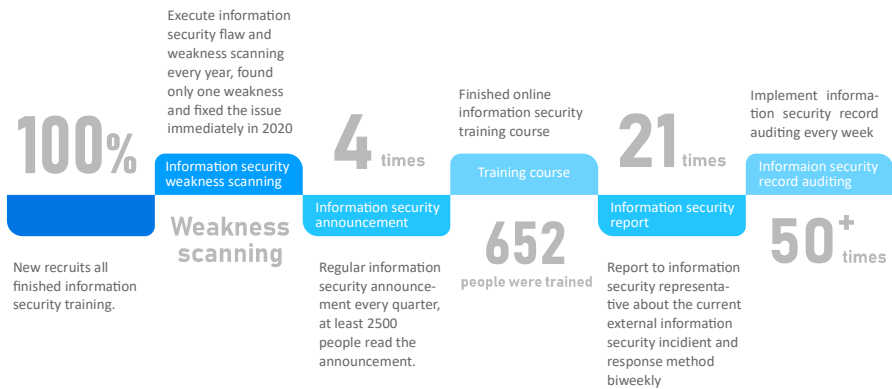 100%
New recruits all
finished information
security training.
Execute information
security flaw and
weakness scanning
every year, found
only one weakness
and fixed the issue
immediately in 2020
Information security
weakness scanning
Weakness
scanning
4 times
Information security
announcement
Regular information
security announce-
ment every quarter,
at least 2500
people read the
announcement.
Finished online
information security
training course
Training course
652
people were trained
21 times
Information security
report
Report to information
security representa-
tive about the current
external information
security incidient and
response method
biweekly
Implement informa-
tion security record
auditing every week
Informaion security
record auditing
50+ times